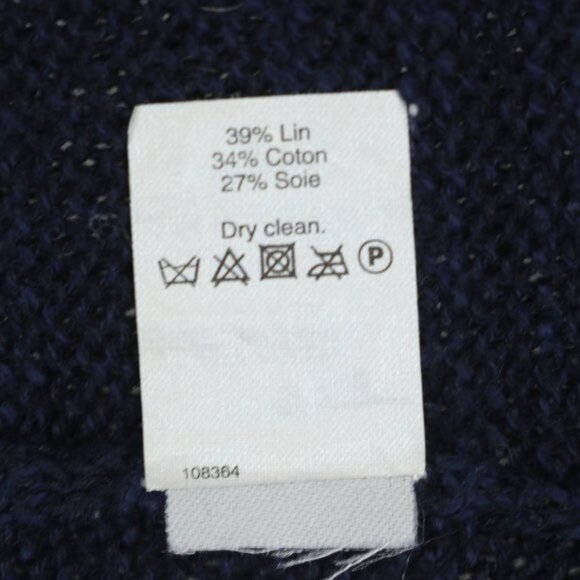 39% Lin
34% Coton
27% Soie
Dry clean.
P
108364